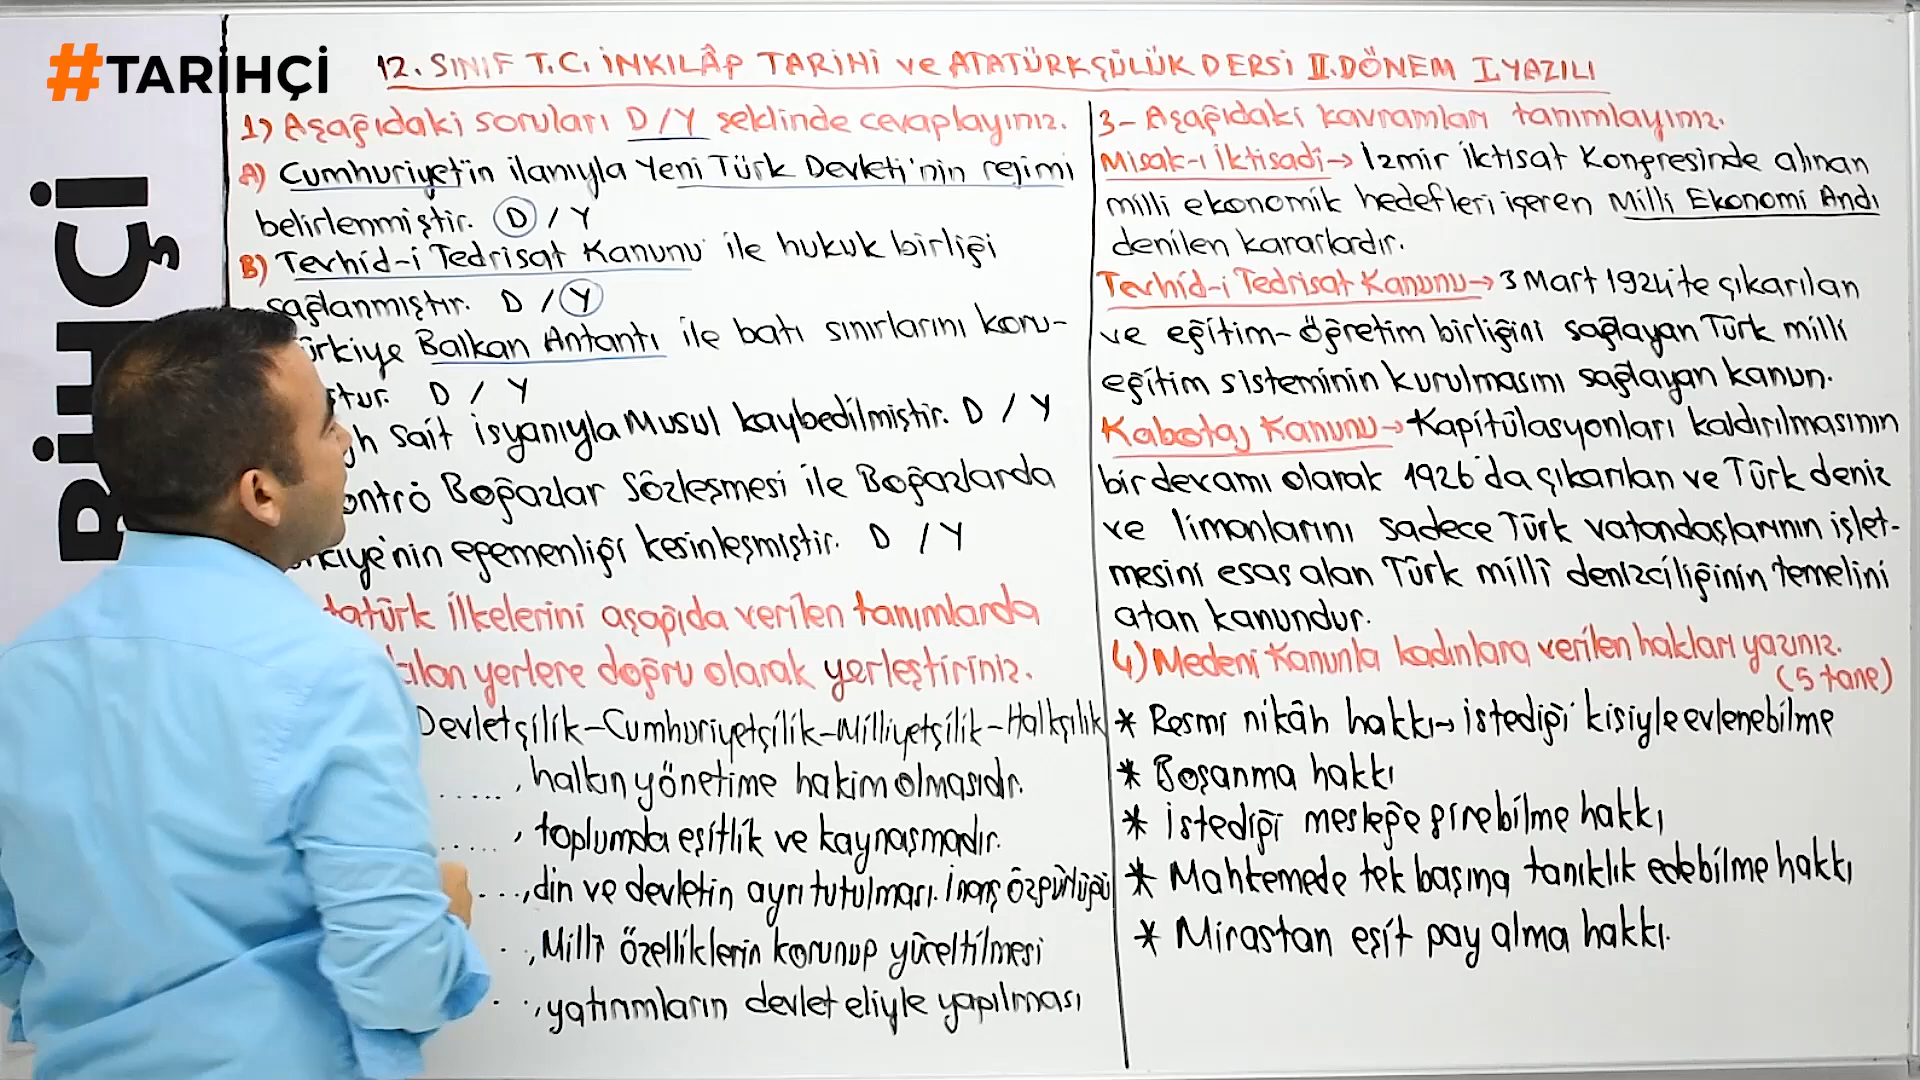 #TARİHÇİ
12. SINIF T.C. İNKILÂP TARİHİ ve ATATÜRKÇÜLÜK DERSİ II. DÖNEM I. YAZILI
1) Aşağıdaki soruları D/Y şeklinde cevaplayınız.
A) Cumhuriyet'in ilanıyla Yeni Türk Devleti'nin rejimi
belirlenmiştir. D / Y
B) Tevhid-i Tedrisat Kanunu ile hukuk birliği
sağlanmıştır. D / Y
ürkiye Balkan Antantı ile batı sınırlarını koru-
ştur. D / Y
h Sait isyanıyla Musul kaybedilmiştir. D / Y
ontrö Boğazlar Sözleşmesi ile Boğazlarda
kiye'nin egemenliği kesinleşmiştir. D / Y
tatürk ilkelerini aşağıda verilen tanımlarda
ılan yerlere doğru olarak yerleştiriniz.
Devletçilik-Cumhuriyetçilik-Milliyetçilik-Halkçılık
....., halkın yönetime hakim olmasıdır.
....., toplumda eşitlik ve kaynaşmadır.
..., din ve devletin ayrı tutulması. İnanç özgürlüğü
., Millî özelliklerin korunup yüceltilmesi
.., yatırımların devlet eliyle yapılması
3- Aşağıdaki kavramları tanımlayınız.
Misak-ı İktisadî→ İzmir İktisat Kongresinde alınan
milli ekonomik hedefleri içeren Milli Ekonomi Andı
denilen kararlardır.
Tevhid-i Tedrisat Kanunu→ 3 Mart 1924'te çıkarılan
ve eğitim-öğretim birliğini sağlayan Türk milli
eğitim sisteminin kurulmasını sağlayan kanun.
Kabotaj Kanunu→ Kapitülasyonları kaldırılmasının
bir devamı olarak 1926'da çıkarılan ve Türk deniz
ve limanlarını sadece Türk vatandaşlarının işlet-
mesini esas alan Türk millî denizciliğinin temelini
atan kanundur.
4) Medeni Kanunla kadınlara verilen hakları yazınız.
(5 tane)
* Resmi nikâh hakkı→ istediği kişiyle evlenebilme
* Boşanma hakkı
* İstediği mesleğe girebilme hakkı
* Mahkemede tek başına tanıklık edebilme hakkı
* Mirastan eşit pay alma hakkı.